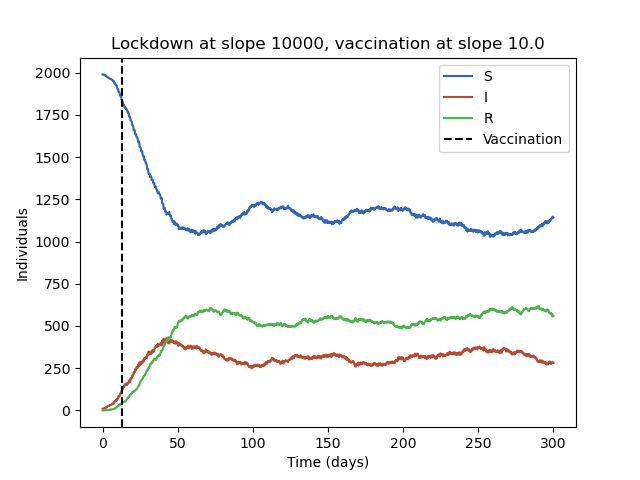 Lockdown at slope 10000, vaccination at slope 10.0
2000
1750
1500
1250
1000
750
500
250
0
Individuals
S
I
R
Vaccination
0 50 100 150 200 250 300
Time (days)